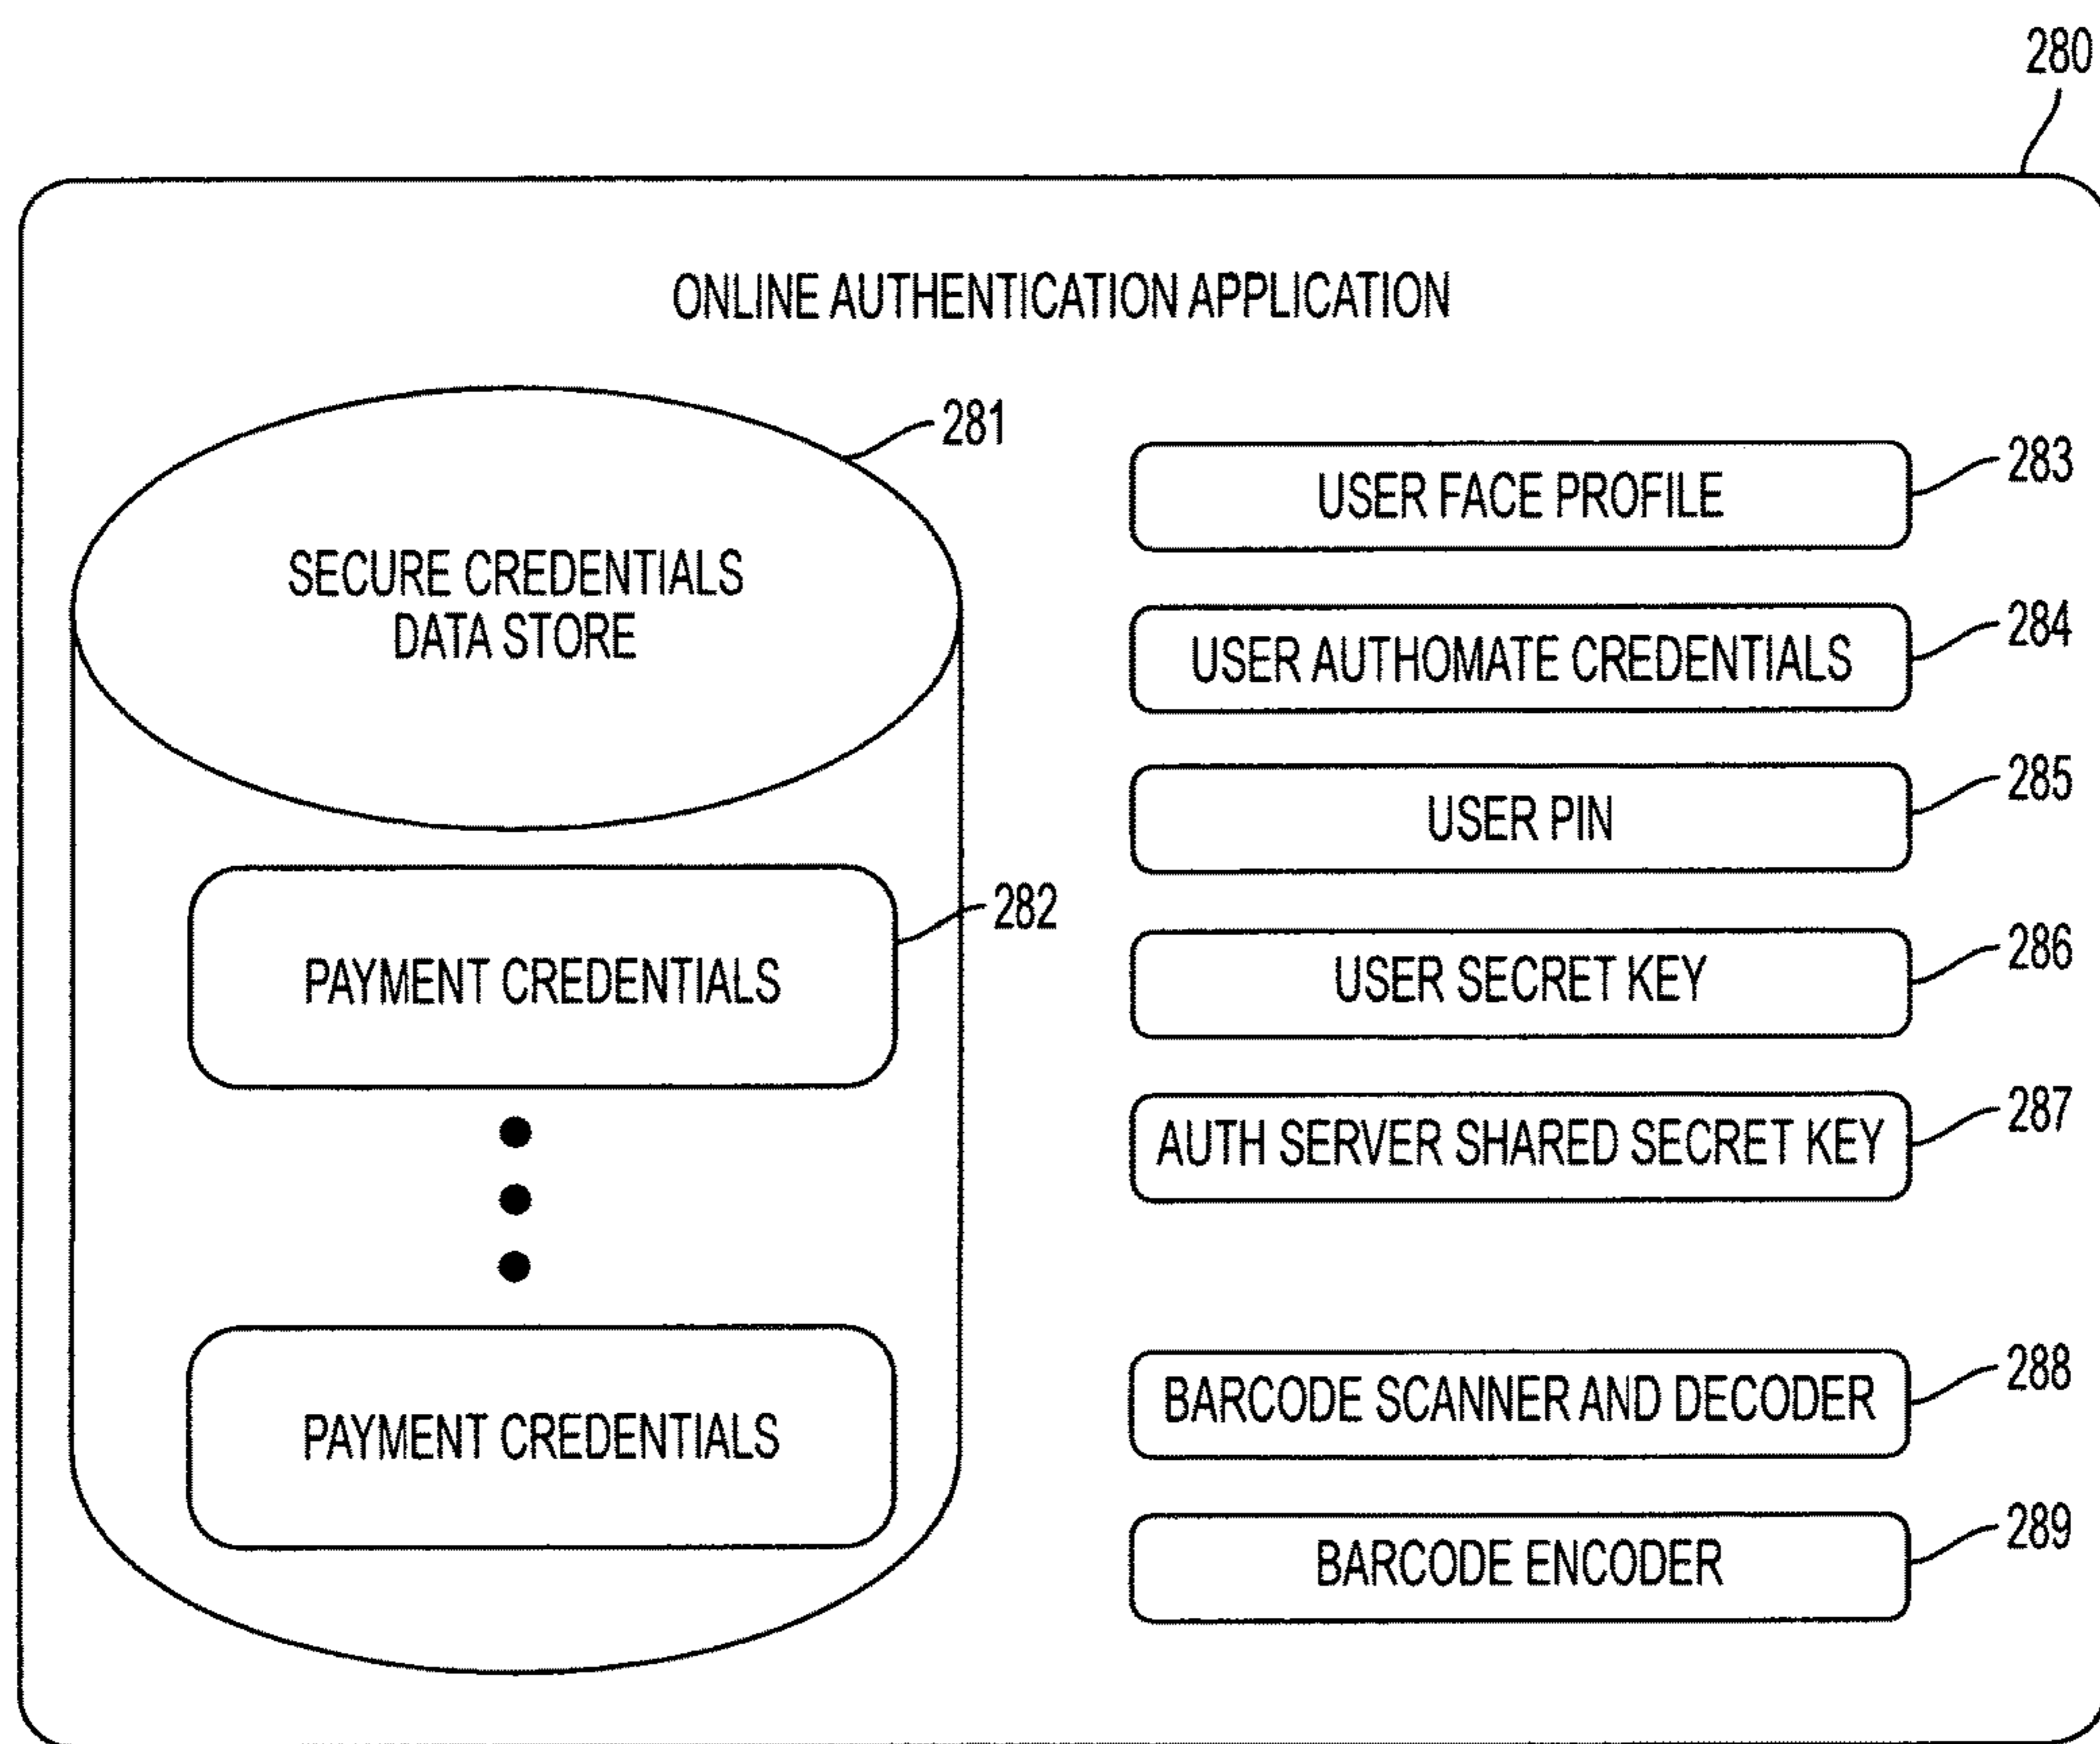 280
ONLINE AUTHENTICATION APPLICATION
281
SECURE CREDENTIALS
DATA STORE
282
PAYMENT CREDENTIALS
PAYMENT CREDENTIALS
USER FACE PROFILE
283
USER AUTHOMATE CREDENTIALS
284
USER PIN
285
USER SECRET KEY
286
AUTH SERVER SHARED SECRET KEY
287
BARCODE SCANNER AND DECODER
288
BARCODE ENCODER
289